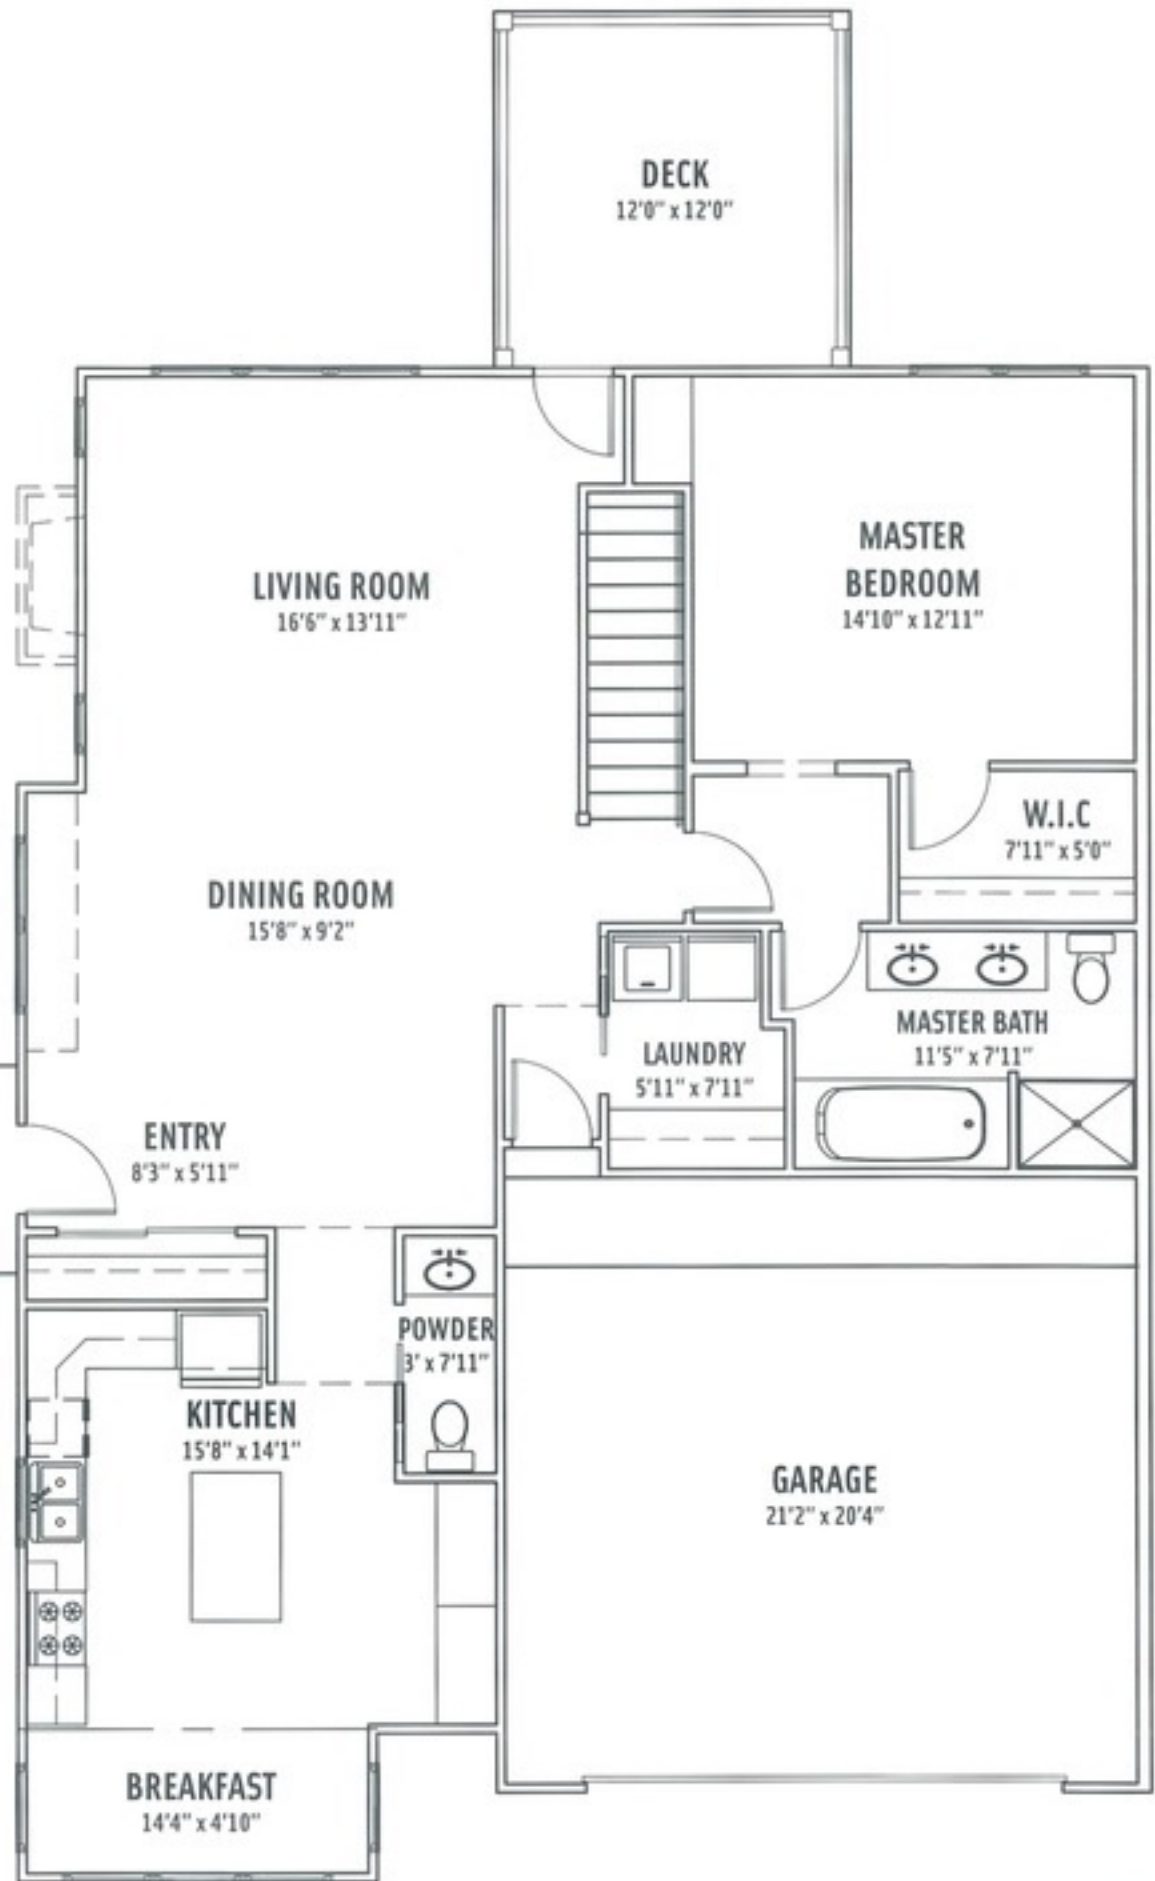 DECK
12'0" x 12'0"
LIVING ROOM
16'6" x 13'11"
MASTER
BEDROOM
14'10" x 12'11"
W.I.C
7'11" x 5'0"
DINING ROOM
15'8" x 9'2"
MASTER BATH
11'5" x 7'11"
LAUNDRY
5'11" x 7'11"
ENTRY
8'3" x 5'11"
POWDER
3' x 7'11"
KITCHEN
15'8" x 14'1"
GARAGE
21'2" x 20'4"
BREAKFAST
14'4" x 4'10"